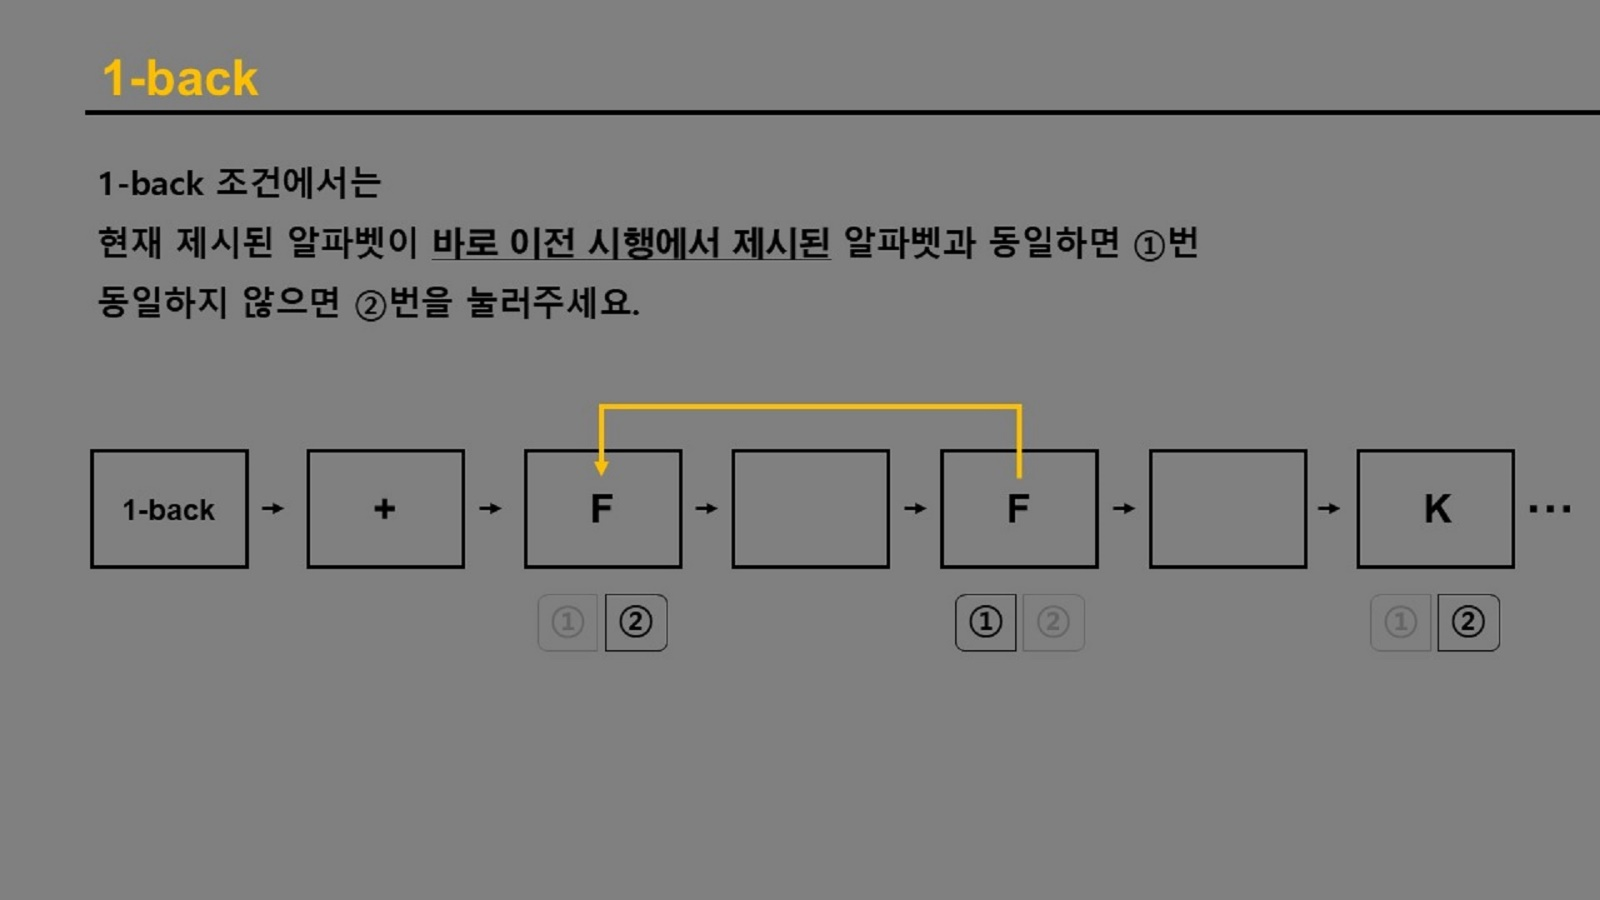 1-back
1-back 조건에서는
현재 제시된 알파벳이 바로 이전 시행에서 제시된 알파벳과 동일하면 ①번
동일하지 않으면 ②번을 눌러주세요.
1-back → + → F → → F → → K ···
① ② ① ② ① ②